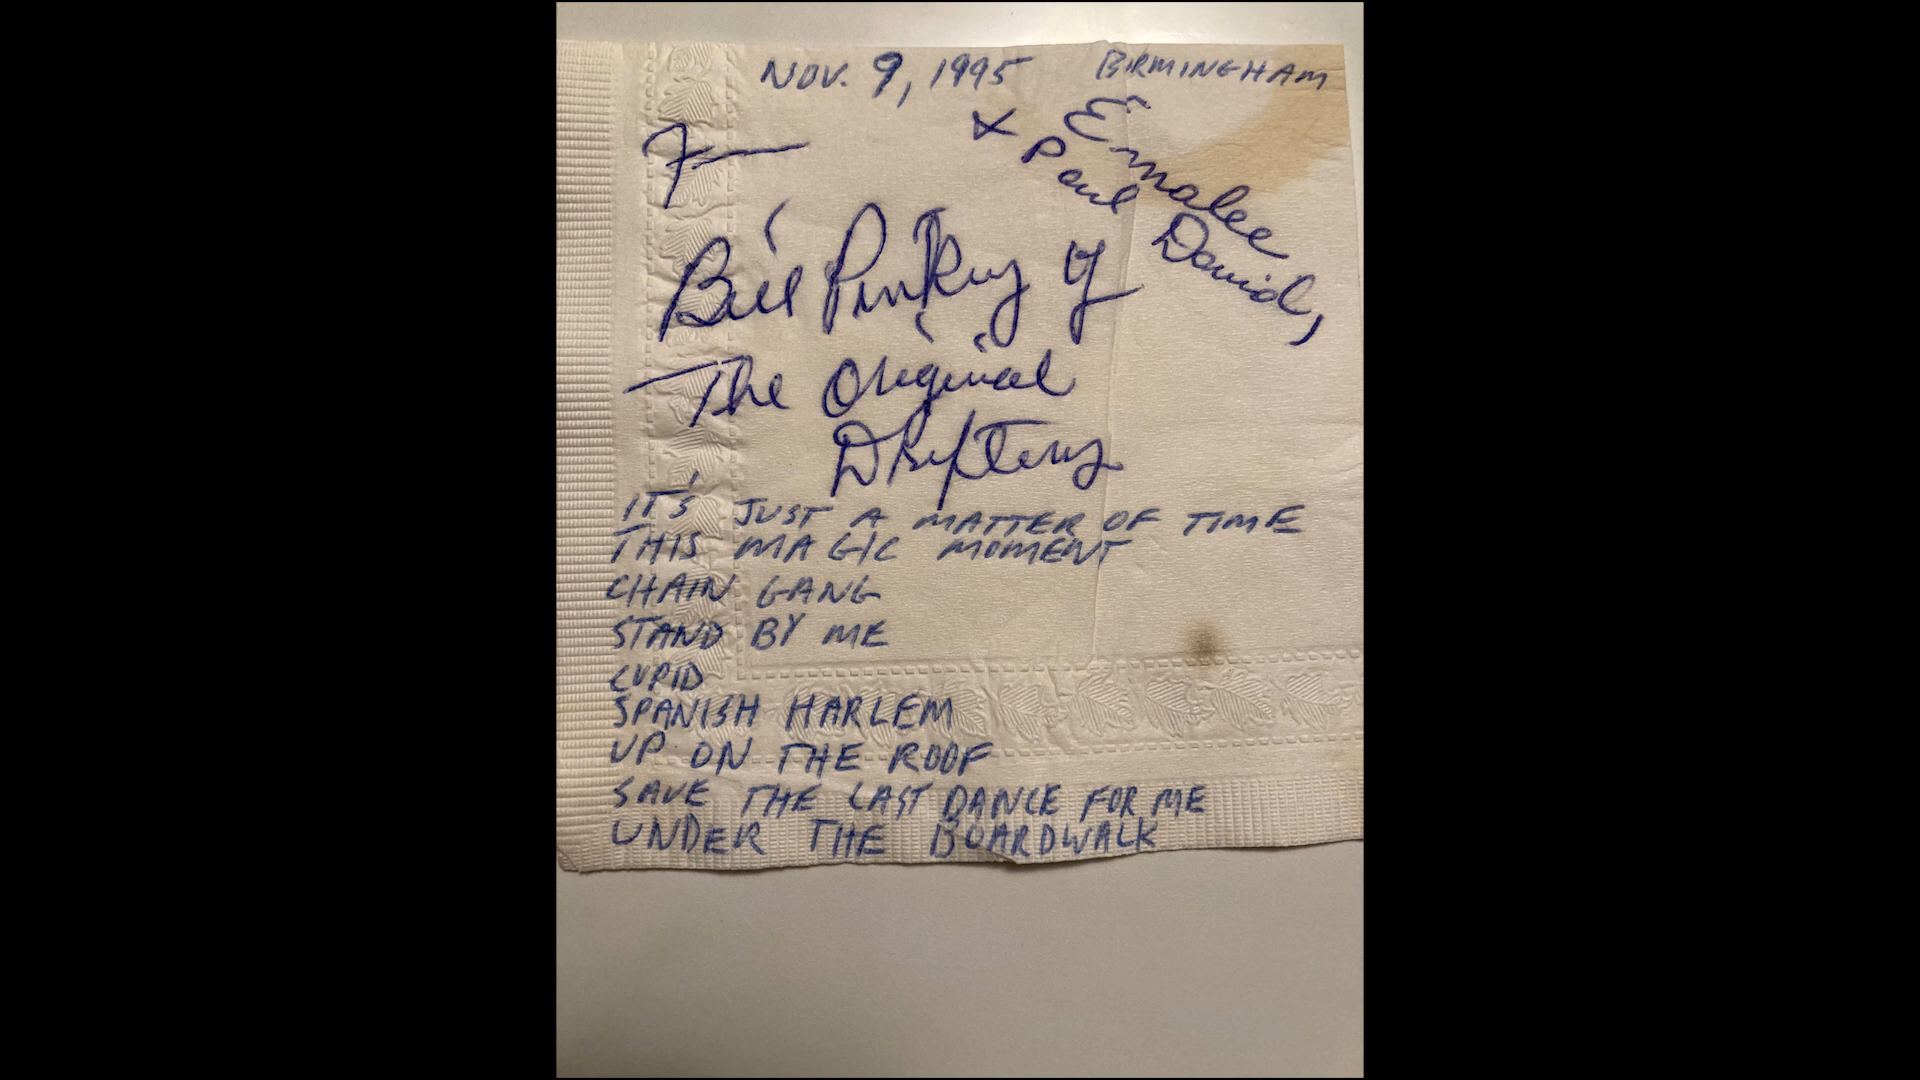 NOV. 9, 1995 BIRMINGHAM
Emalee
& Paul David,
Bill Pinkney of
The Original
Drifters
IT'S JUST A MATTER OF TIME
THIS MAGIC MOMENT
CHAIN GANG
STAND BY ME
CUPID
SPANISH HARLEM
UP ON THE ROOF
SAVE THE LAST DANCE FOR ME
UNDER THE BOARDWALK